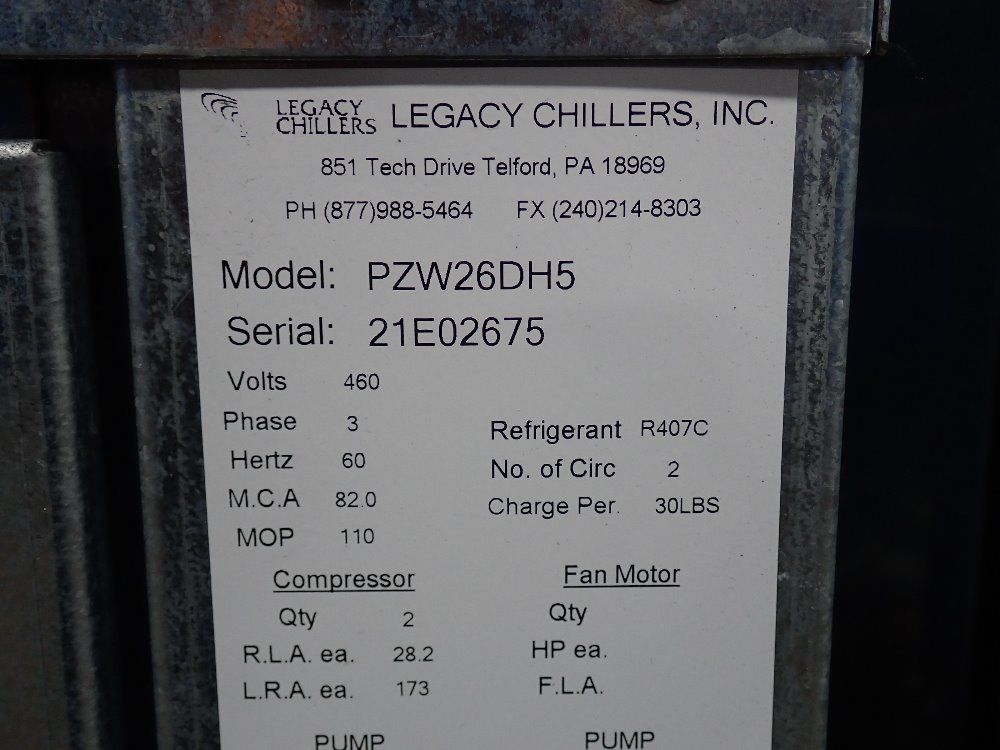 LEGACY CHILLERS LEGACY CHILLERS, INC.
851 Tech Drive Telford, PA 18969
PH (877)988-5464 FX (240)214-8303
Model: PZW26DH5
Serial: 21E02675
Volts 460
Phase 3
Hertz 60
M.C.A 82.0
MOP 110
Refrigerant R407C
No. of Circ 2
Charge Per. 30LBS
Compressor
Qty 2
R.L.A. ea. 28.2
L.R.A. ea. 173
PUMP
Fan Motor
Qty
HP ea.
F.L.A.
PUMP